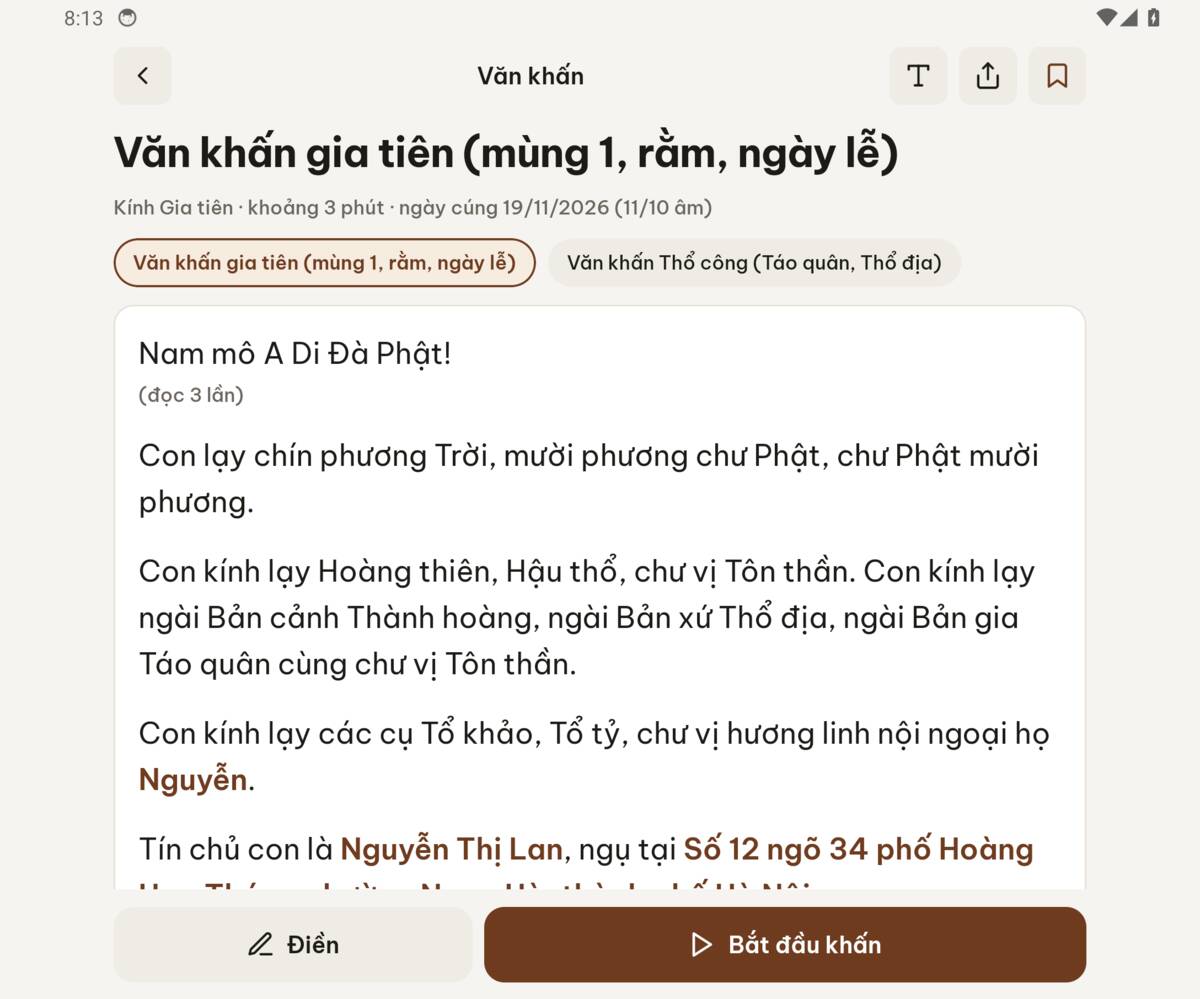 8:13
Văn khấn
Văn khấn gia tiên (mùng 1, rằm, ngày lễ)
Kính Gia tiên · khoảng 3 phút · ngày cúng 19/11/2026 (11/10 âm)
Văn khấn gia tiên (mùng 1, rằm, ngày lễ)
Văn khấn Thổ công (Táo quân, Thổ địa)
Nam mô A Di Đà Phật!
(đọc 3 lần)
Con lạy chín phương Trời, mười phương chư Phật, chư Phật mười
phương.
Con kính lạy Hoàng thiên, Hậu thổ, chư vị Tôn thần. Con kính lạy
ngài Bản cảnh Thành hoàng, ngài Bản xứ Thổ địa, ngài Bản gia
Táo quân cùng chư vị Tôn thần.
Con kính lạy các cụ Tổ khảo, Tổ tỷ, chư vị hương linh nội ngoại họ
Nguyễn.
Tín chủ con là Nguyễn Thị Lan, ngụ tại Số 12 ngõ 34 phố Hoàng
Điền
Bắt đầu khấn